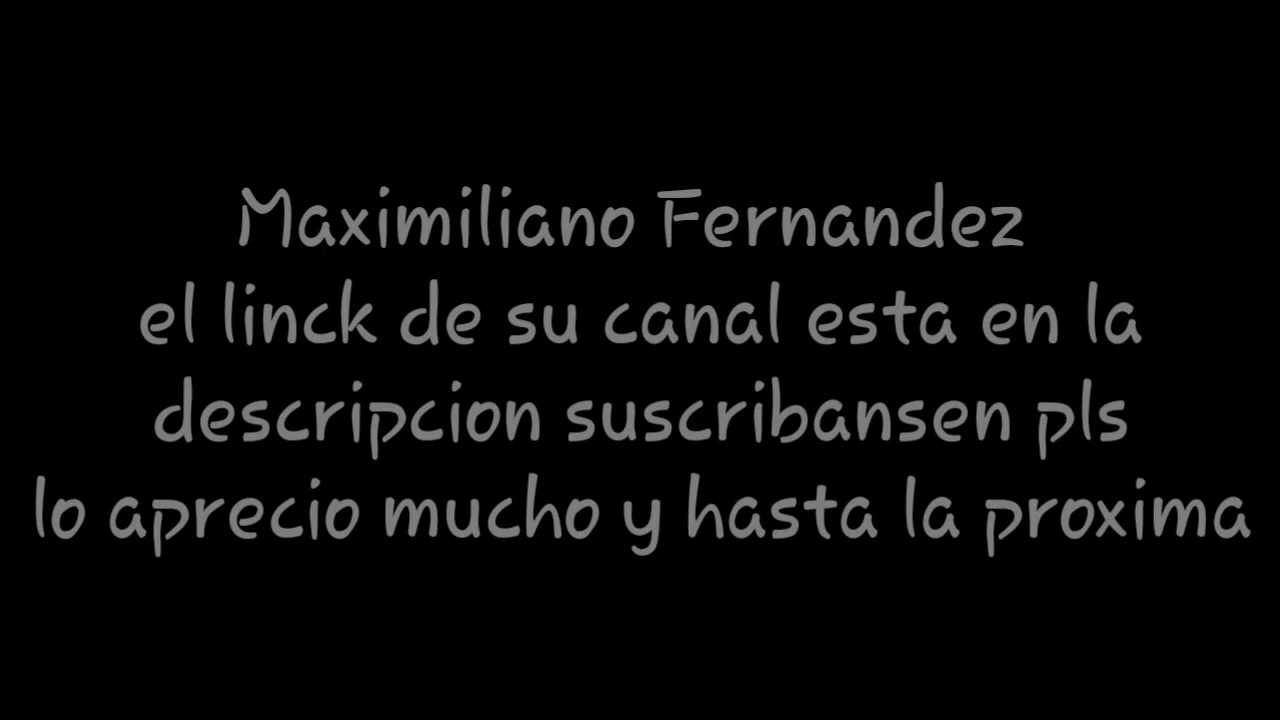 Maximiliano Fernandez
el linck de su canal esta en la
descripcion suscribansen pls
lo aprecio mucho y hasta la proxima